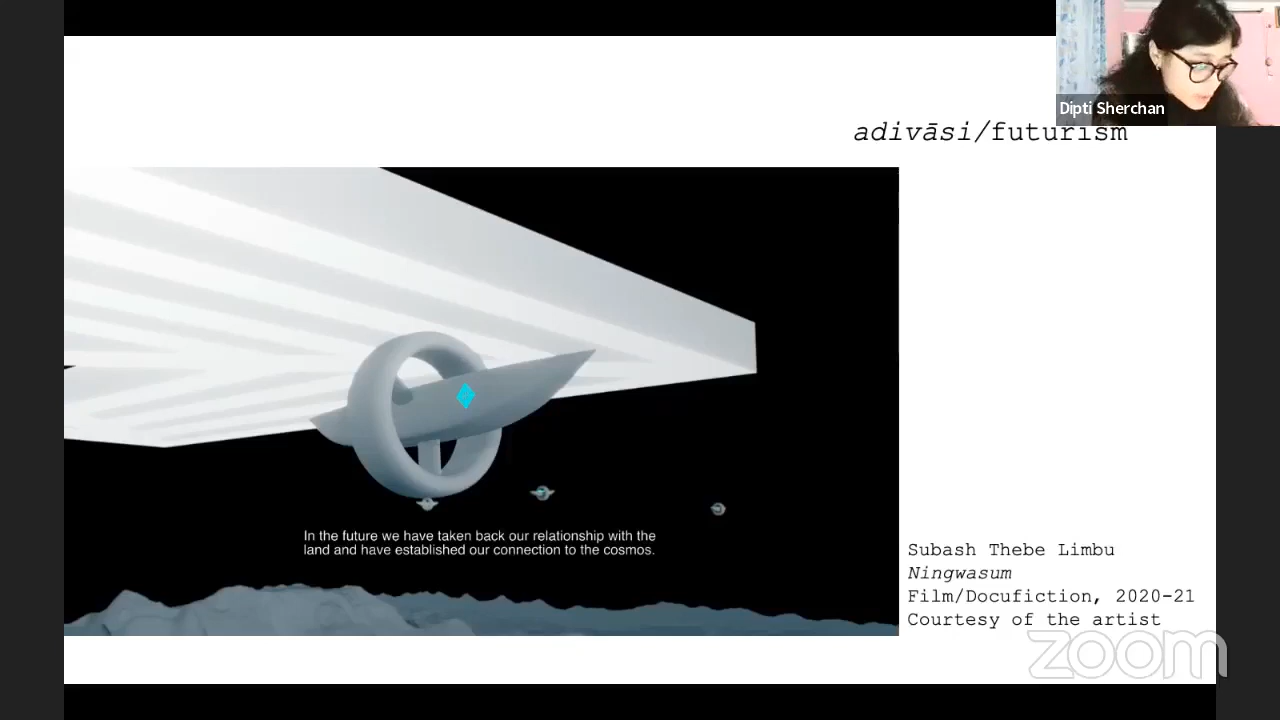 Dipti Sherchan
adivāsi/futurism
In the future we have taken back our relationship with the
land and have established our connection to the cosmos.
Subash Thebe Limbu
Ningwasum
Film/Docufiction, 2020-21
Courtesy of the artist
zoom